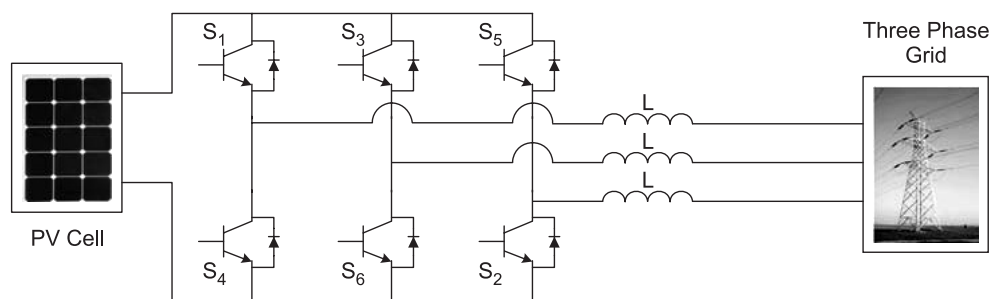 S1
S3
S5
Three Phase
Grid
L
L
L
PV Cell
S4
S6
S2